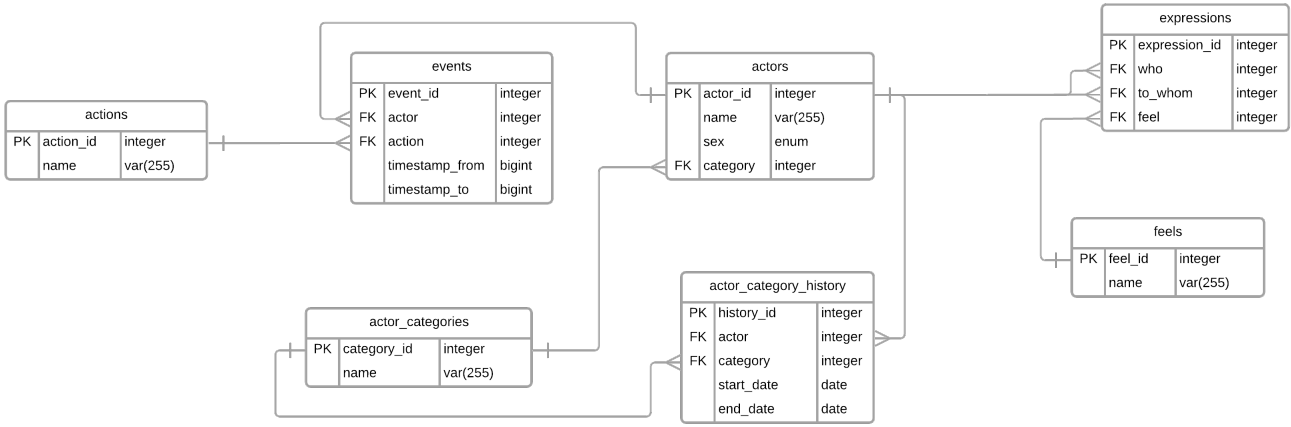 actions
PK action_id integer
name var(255)
events
PK event_id integer
FK actor integer
FK action integer
timestamp_from bigint
timestamp_to bigint
actors
PK actor_id integer
name var(255)
sex enum
FK category integer
expressions
PK expression_id integer
FK who integer
FK to_whom integer
FK feel integer
feels
PK feel_id integer
name var(255)
actor_categories
PK category_id integer
name var(255)
actor_category_history
PK history_id integer
FK actor integer
FK category integer
start_date date
end_date date